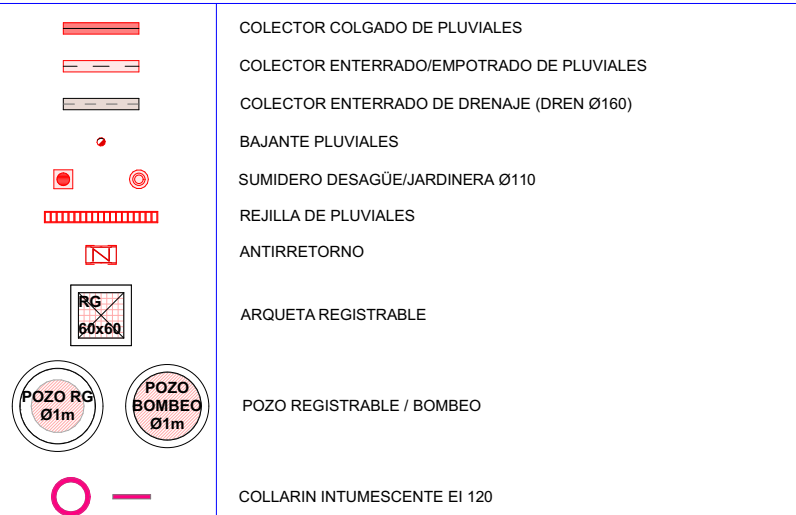 COLECTOR COLGADO DE PLUVIALES
COLECTOR ENTERRADO/EMPOTRADO DE PLUVIALES
COLECTOR ENTERRADO DE DRENAJE (DREN Ø160)
BAJANTE PLUVIALES
SUMIDERO DESAGÜE/JARDINERA Ø110
REJILLA DE PLUVIALES
ANTIRRETORNO
RG
60x60
ARQUETA REGISTRABLE
POZO RG
Ø1m
POZO
BOMBEO
Ø1m
POZO REGISTRABLE / BOMBEO
COLLARIN INTUMESCENTE EI 120